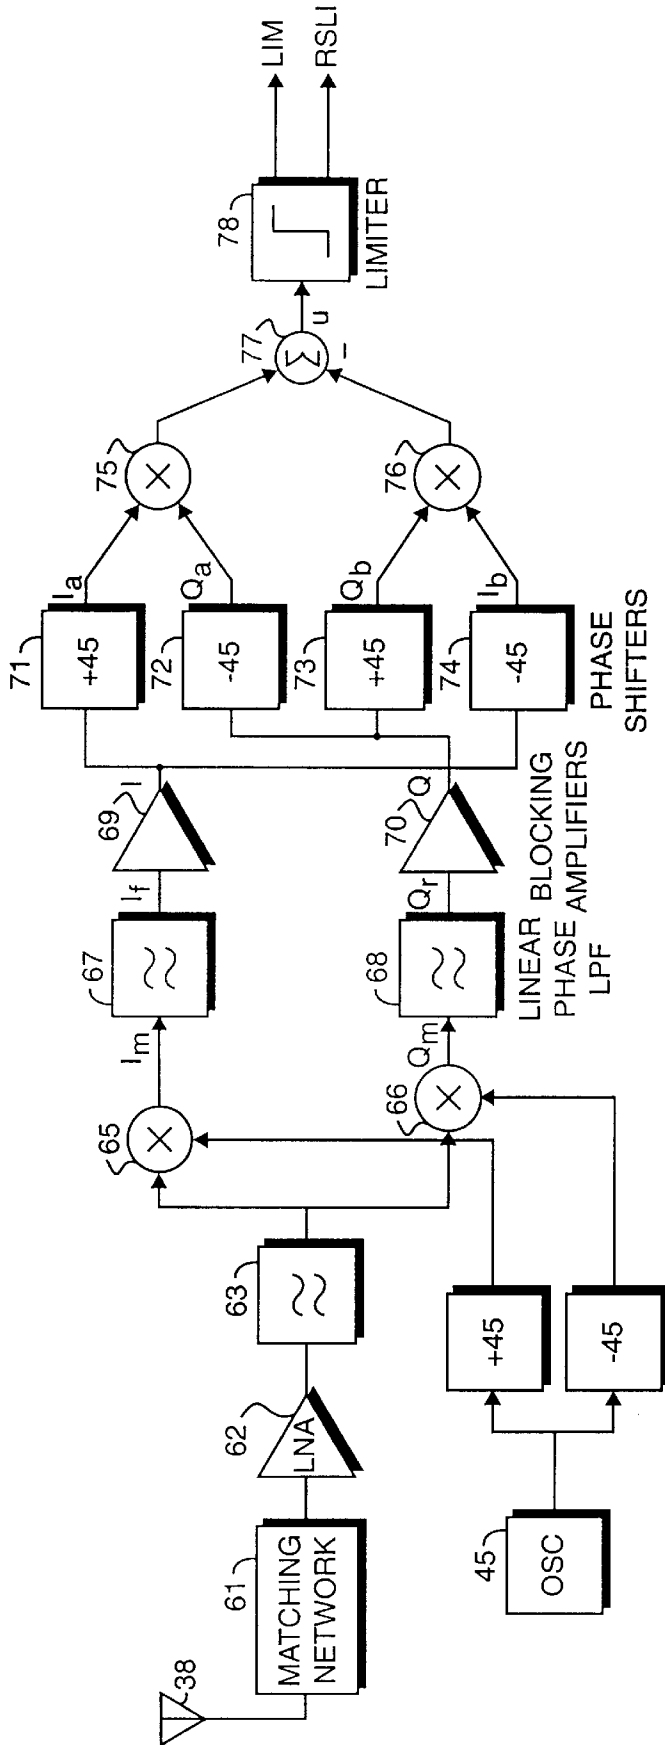 38
61
MATCHING
NETWORK
62
LNA
63
45
OSC
+45
-45
65
66
Im
Qm
67
68
LINEAR
PHASE
LPF
If
Qr
69
70
BLOCKING
AMPLIFIERS
I
Q
71
+45
72
-45
73
+45
74
-45
PHASE
SHIFTERS
Ia
Qa
Qb
Ib
75
76
77
Σ
−
u
78
LIMITER
LIM
RSLI